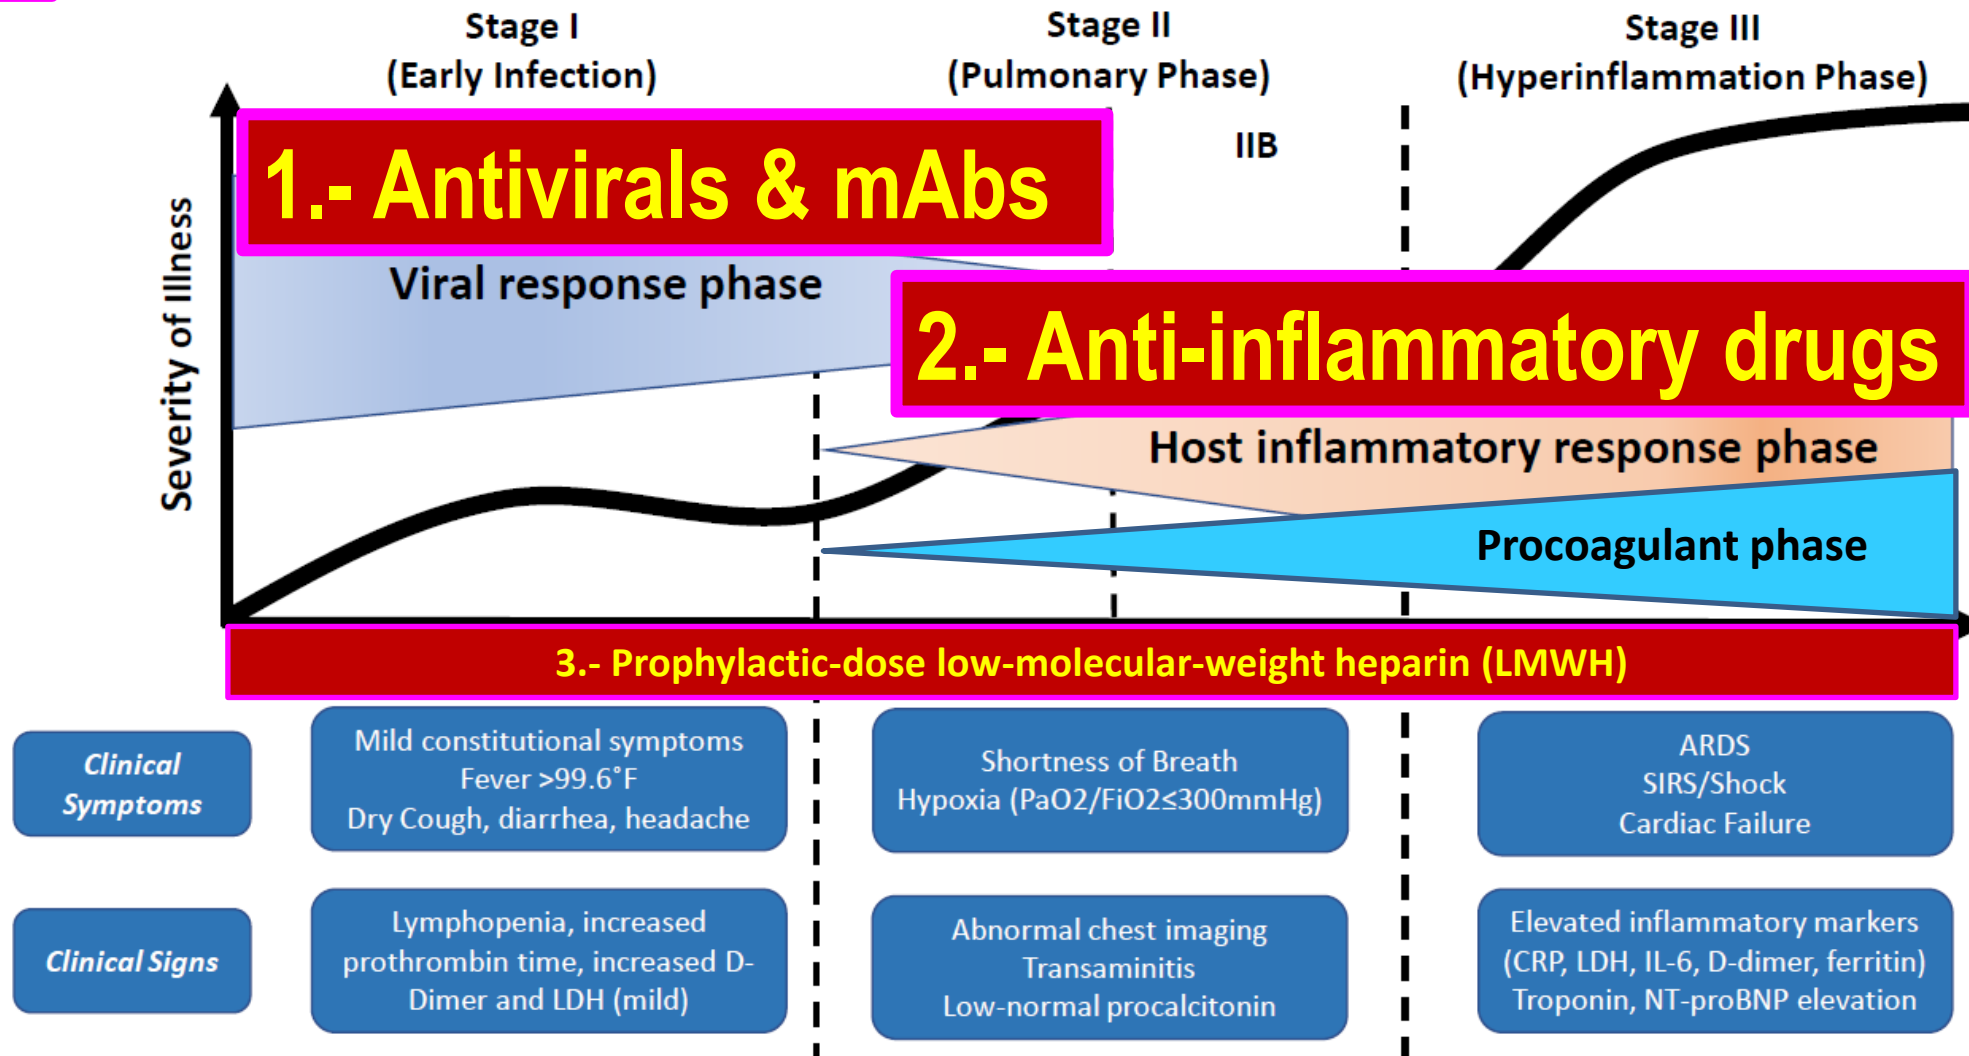 Stage I
(Early Infection)
Stage II
(Pulmonary Phase)
Stage III
(Hyperinflammation Phase)
Severity of Illness
1.- Antivirals & mAbs
IIB
Viral response phase
2.- Anti-inflammatory drugs
Host inflammatory response phase
Procoagulant phase
3.- Prophylactic-dose low-molecular-weight heparin (LMWH)
Clinical
Symptoms
Mild constitutional symptoms
Fever >99.6°F
Dry Cough, diarrhea, headache
Shortness of Breath
Hypoxia (PaO2/FiO2≤300mmHg)
ARDS
SIRS/Shock
Cardiac Failure
Clinical Signs
Lymphopenia, increased
prothrombin time, increased D-
Dimer and LDH (mild)
Abnormal chest imaging
Transaminitis
Low-normal procalcitonin
Elevated inflammatory markers
(CRP, LDH, IL-6, D-dimer, ferritin)
Troponin, NT-proBNP elevation